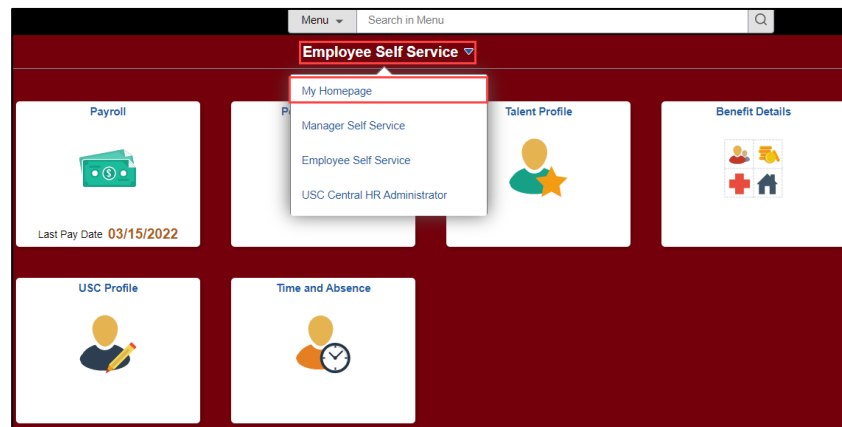 Menu
Search in Menu
Employee Self Service
My Homepage
Manager Self Service
Employee Self Service
USC Central HR Administrator
Payroll
Talent Profile
Benefit Details
Last Pay Date 03/15/2022
USC Profile
Time and Absence